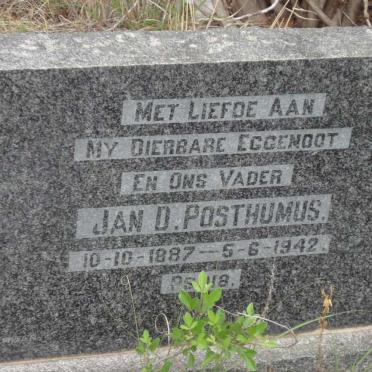 MET LIEFDE AAN
MY DIERBARE EGGENOOT
EN ONS VADER
JAN D. POSTHUMUS.
10-10-1887 — 5-6-1942.